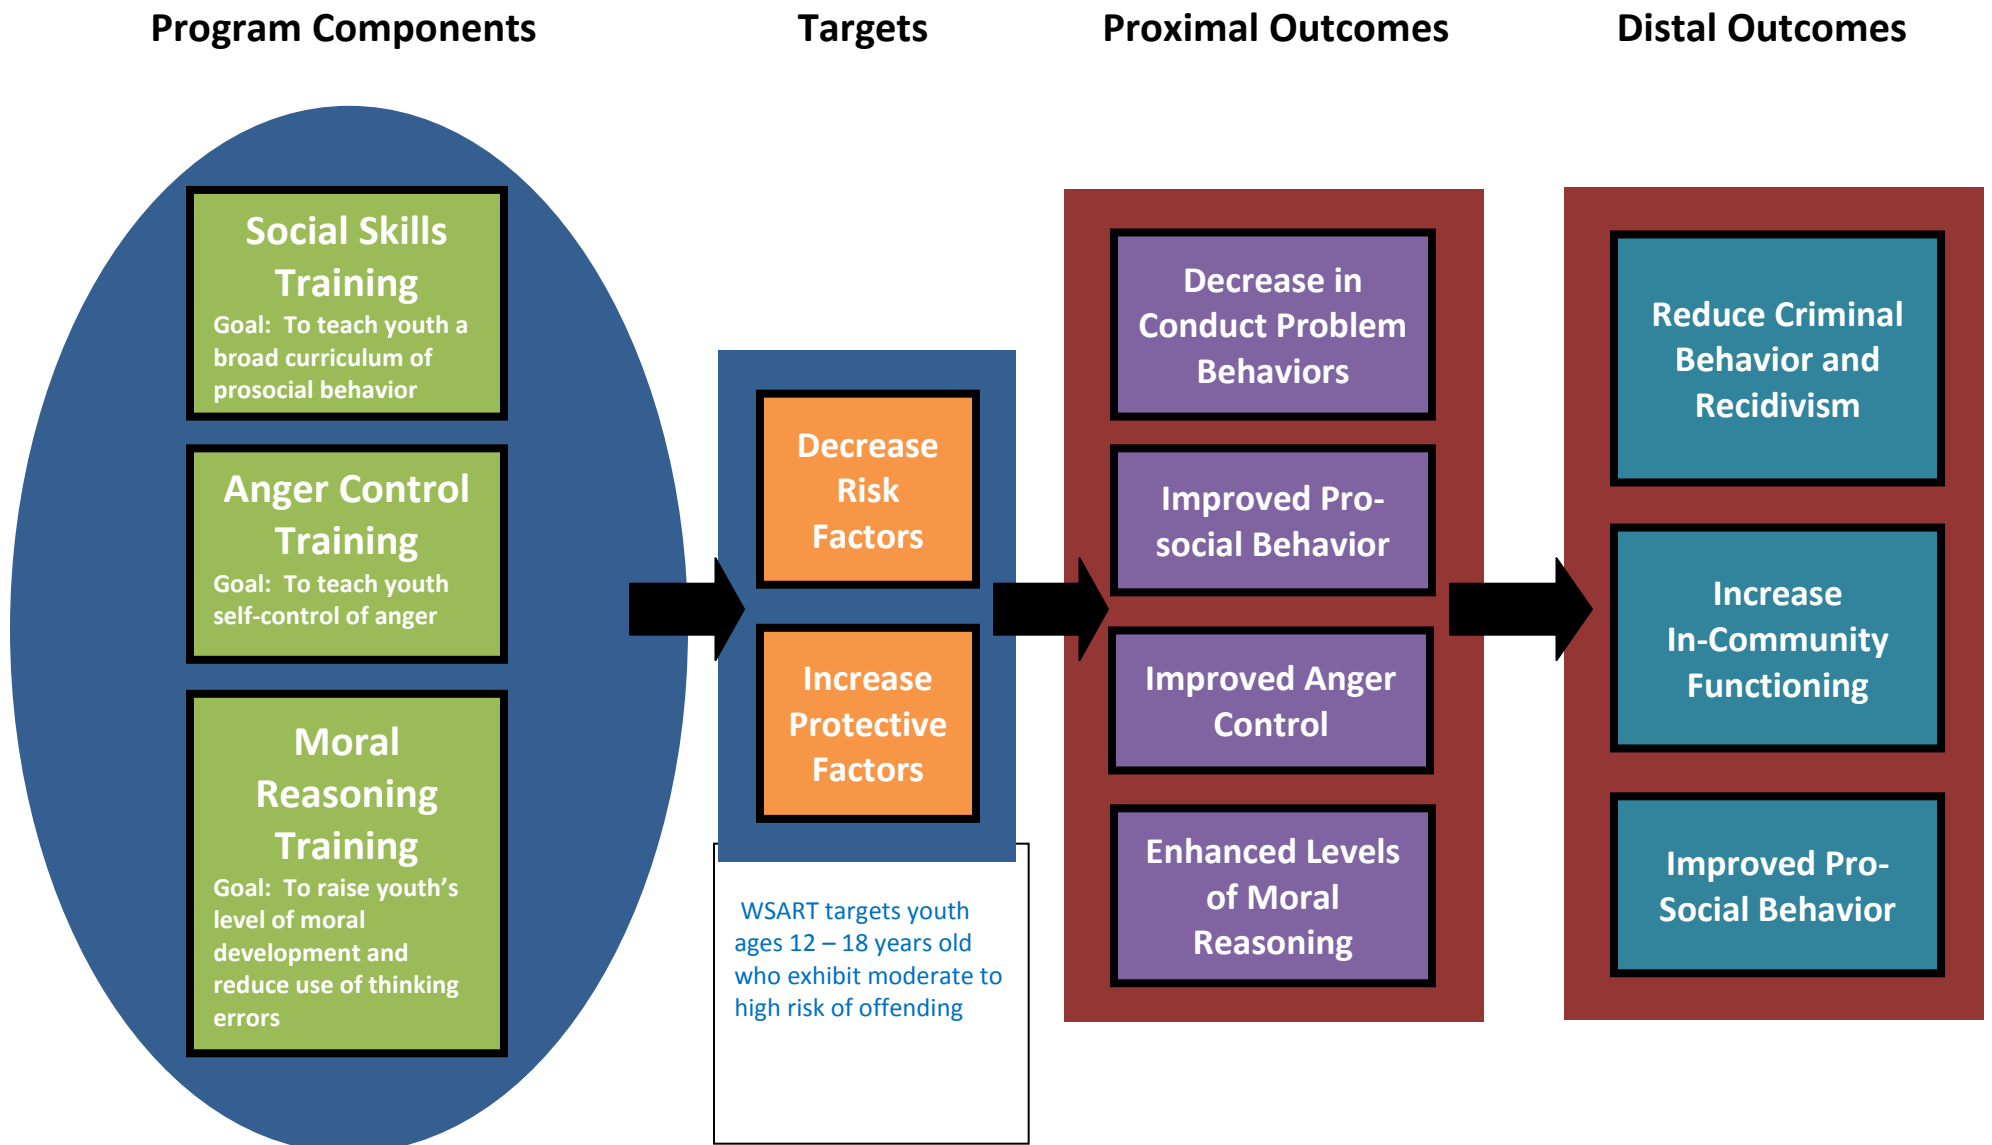 Program Components
Targets
Proximal Outcomes
Distal Outcomes
Social Skills
Training
Goal:  To teach youth a
broad curriculum of
prosocial behavior
Anger Control
Training
Goal:  To teach youth
self-control of anger
Moral
Reasoning
Training
Goal:  To raise youth’s
level of moral
development and
reduce use of thinking
errors
Decrease
Risk
Factors
Increase
Protective
Factors
WSART targets youth
ages 12 – 18 years old
who exhibit moderate to
high risk of offending
Decrease in
Conduct Problem
Behaviors
Improved Pro-
social Behavior
Improved Anger
Control
Enhanced Levels
of Moral
Reasoning
Reduce Criminal
Behavior and
Recidivism
Increase
In-Community
Functioning
Improved Pro-
Social Behavior